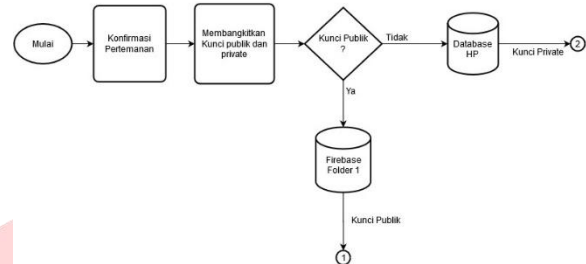 Mulai
Konfirmasi
Pertemanan
Membangkitkan
Kunci publik dan
private
Kunci Publik
?
Tidak
Database
HP
Kunci Private
2
Ya
Firebase
Folder 1
Kunci Publik
1